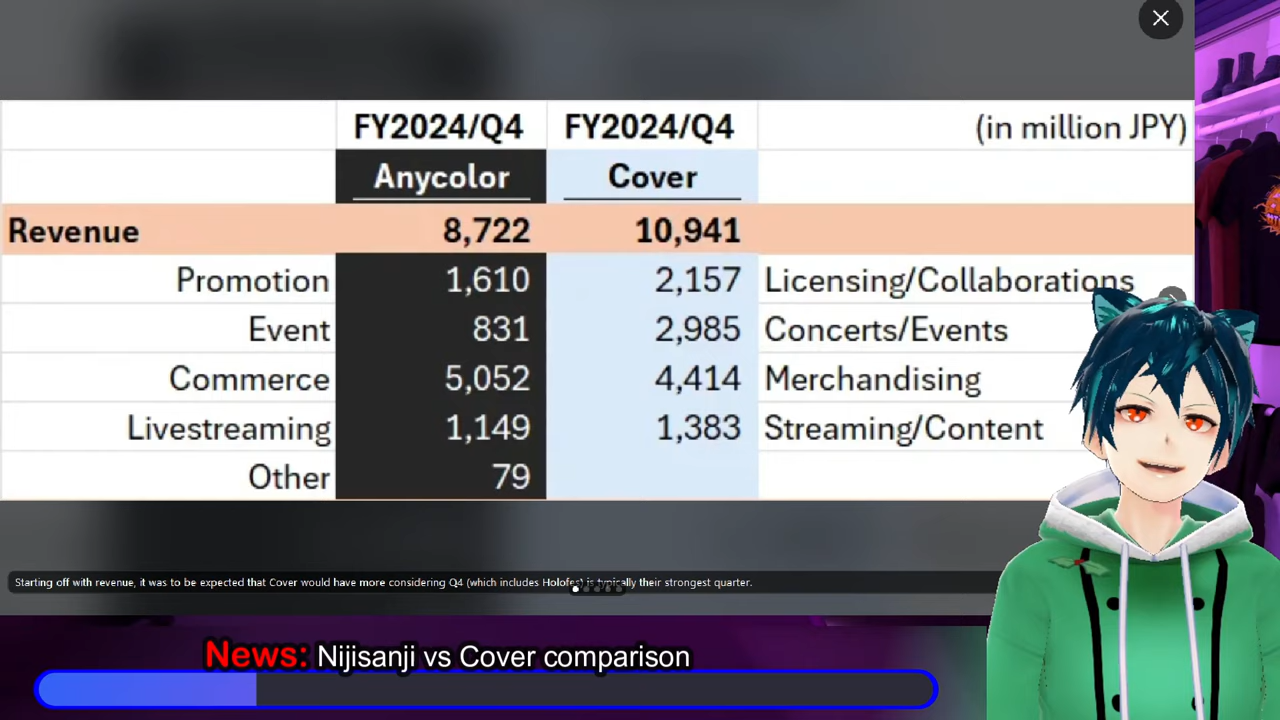 FY2024/Q4 FY2024/Q4 (in million JPY)
Anycolor Cover
Revenue 8,722 10,941
Promotion 1,610 2,157 Licensing/Collaborations
Event 831 2,985 Concerts/Events
Commerce 5,052 4,414 Merchandising
Livestreaming 1,149 1,383 Streaming/Content
Other 79
Starting off with revenue, it was to be expected that Cover would have more considering Q4 (which includes Holofes) is typically their strongest quarter.
News: Nijisanji vs Cover comparison